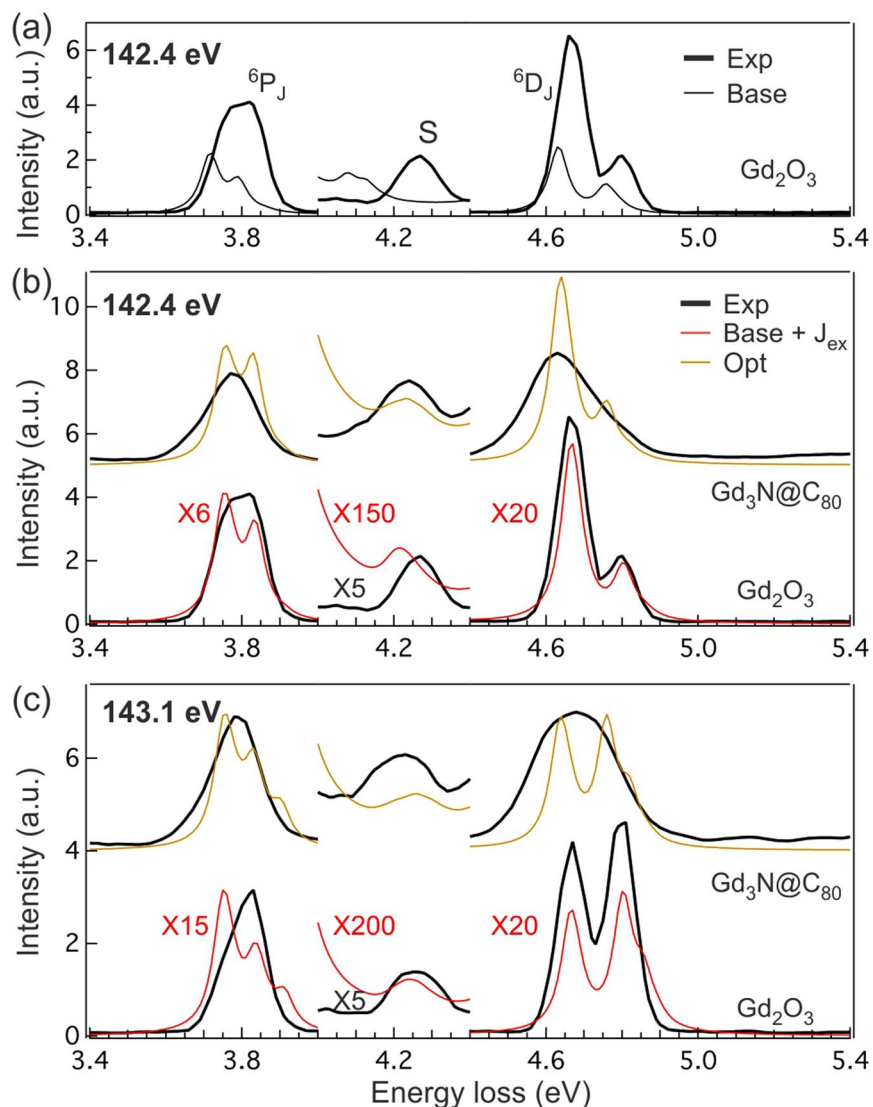 (a)
142.4 eV
⁶P_J
S
⁶D_J
Exp
Base
Gd₂O₃
Intensity (a.u.)
6
4
2
0
3.4 3.8 4.2 4.6 5.0 5.4
(b)
142.4 eV
Exp
Base + J_ex
Opt
Gd₃N@C₈₀
X6
X150
X20
X5
Gd₂O₃
Intensity (a.u.)
10
8
6
4
2
0
3.4 3.8 4.2 4.6 5.0 5.4
(c)
143.1 eV
Gd₃N@C₈₀
X15
X200
X20
X5
Gd₂O₃
Intensity (a.u.)
6
4
2
0
3.4 3.8 4.2 4.6 5.0 5.4
Energy loss (eV)